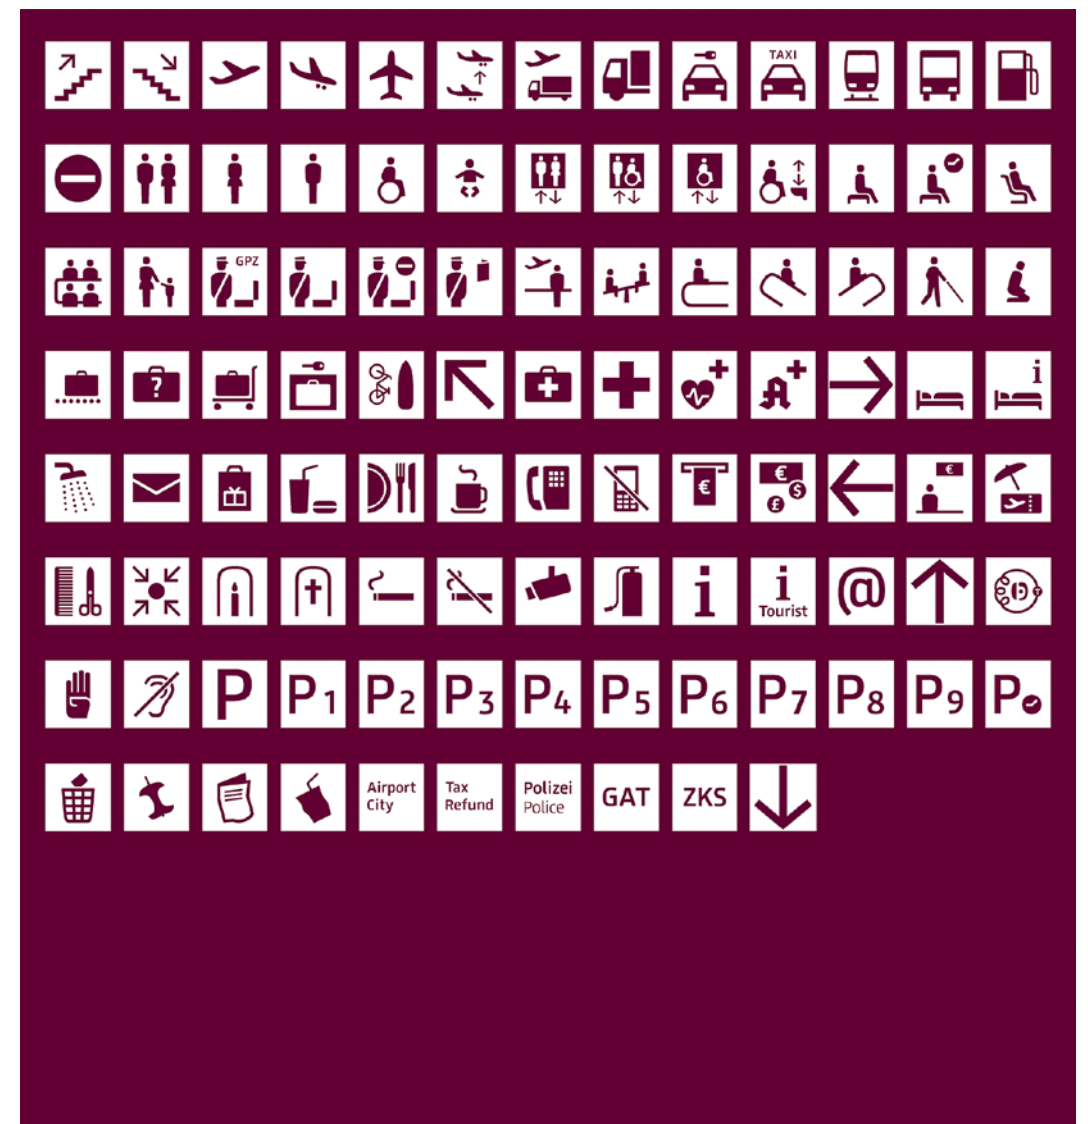 TAXI
GPZ
?
i
€
€
$
£
€
i
i
Tourist
@
P
P1
P2
P3
P4
P5
P6
P7
P8
P9
P
Airport
City
Tax
Refund
Polizei
Police
GAT
ZKS